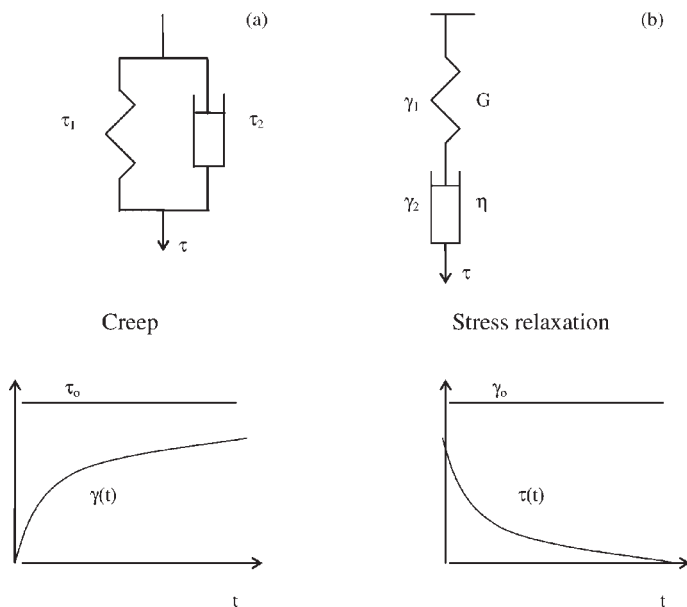 (a)
τ₁
τ₂
τ
Creep
τₒ
γ(t)
t
(b)
γ₁
G
γ₂
η
τ
Stress relaxation
γₒ
τ(t)
t